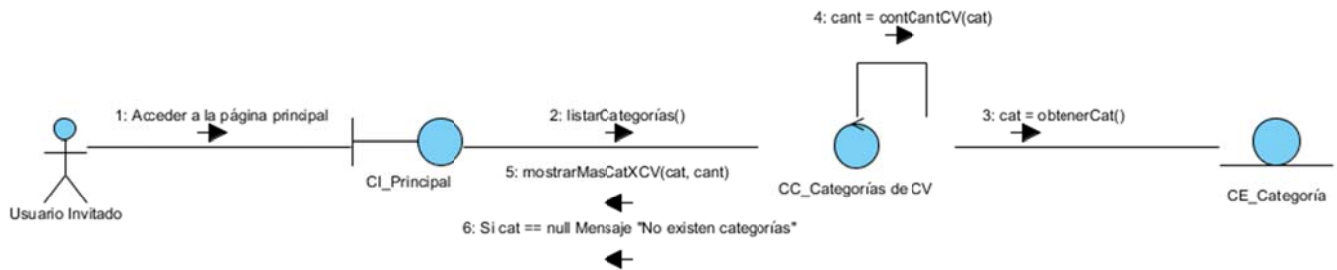 4: cant = contCantCV(cat)
1: Acceder a la página principal
2: listarCategorías()
3: cat = obtenerCat()
CI_Principal
5: mostrarMasCatXCV(cat, cant)
CC_Categorías de CV
CE_Categoría
Usuario Invitado
6: Si cat == null Mensaje "No existen categorías"